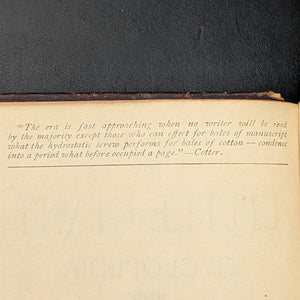 "The era is fast approaching when no writer will be read
by the majority except those who can effect for bales of manuscript
what the hydrostatic screw performs for bales of cotton — condense
into a period what before occupied a page."—Cotter.